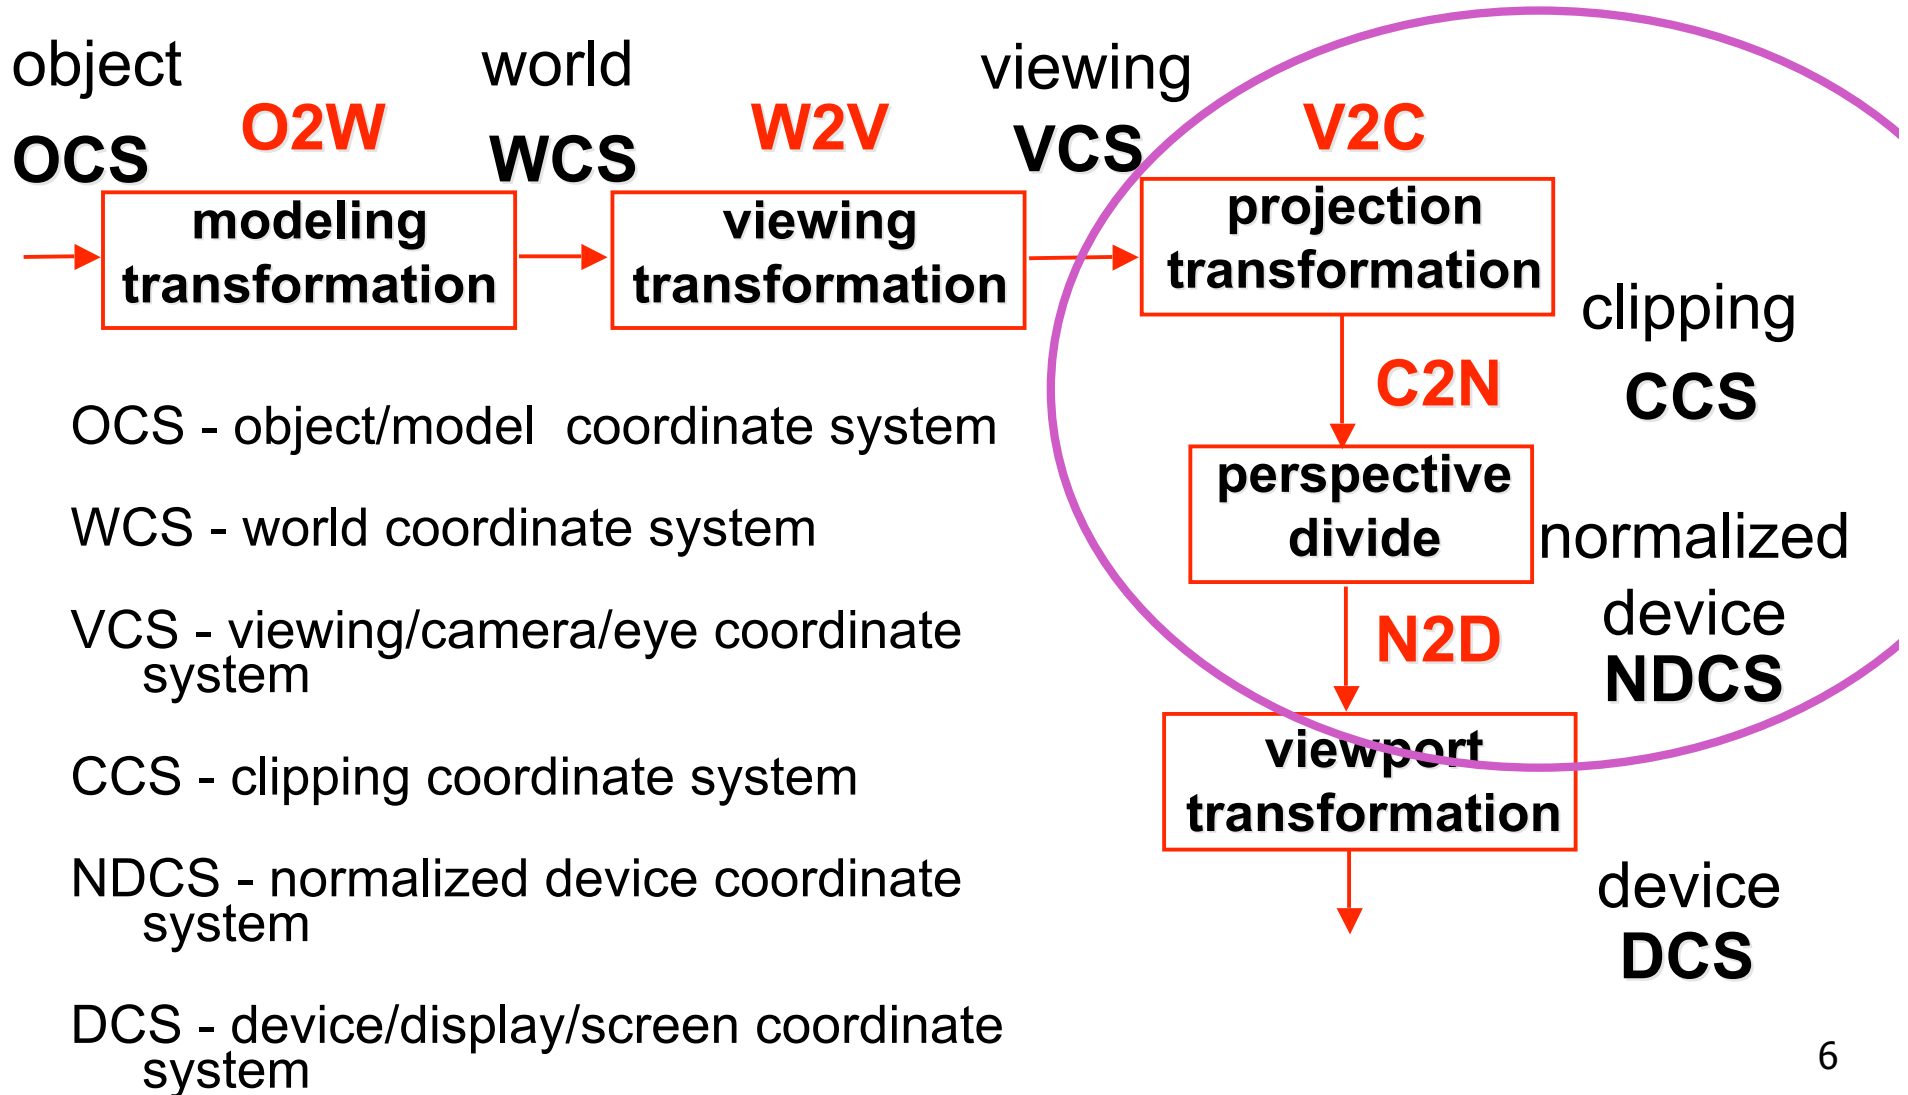 object
OCS
O2W
modeling
transformation
world
WCS
W2V
viewing
transformation
viewing
VCS
V2C
projection
transformation
clipping
CCS
C2N
perspective
divide
normalized
device
NDCS
N2D
viewport
transformation
device
DCS
OCS - object/model coordinate system
WCS - world coordinate system
VCS - viewing/camera/eye coordinate
system
CCS - clipping coordinate system
NDCS - normalized device coordinate
system
DCS - device/display/screen coordinate
system
6